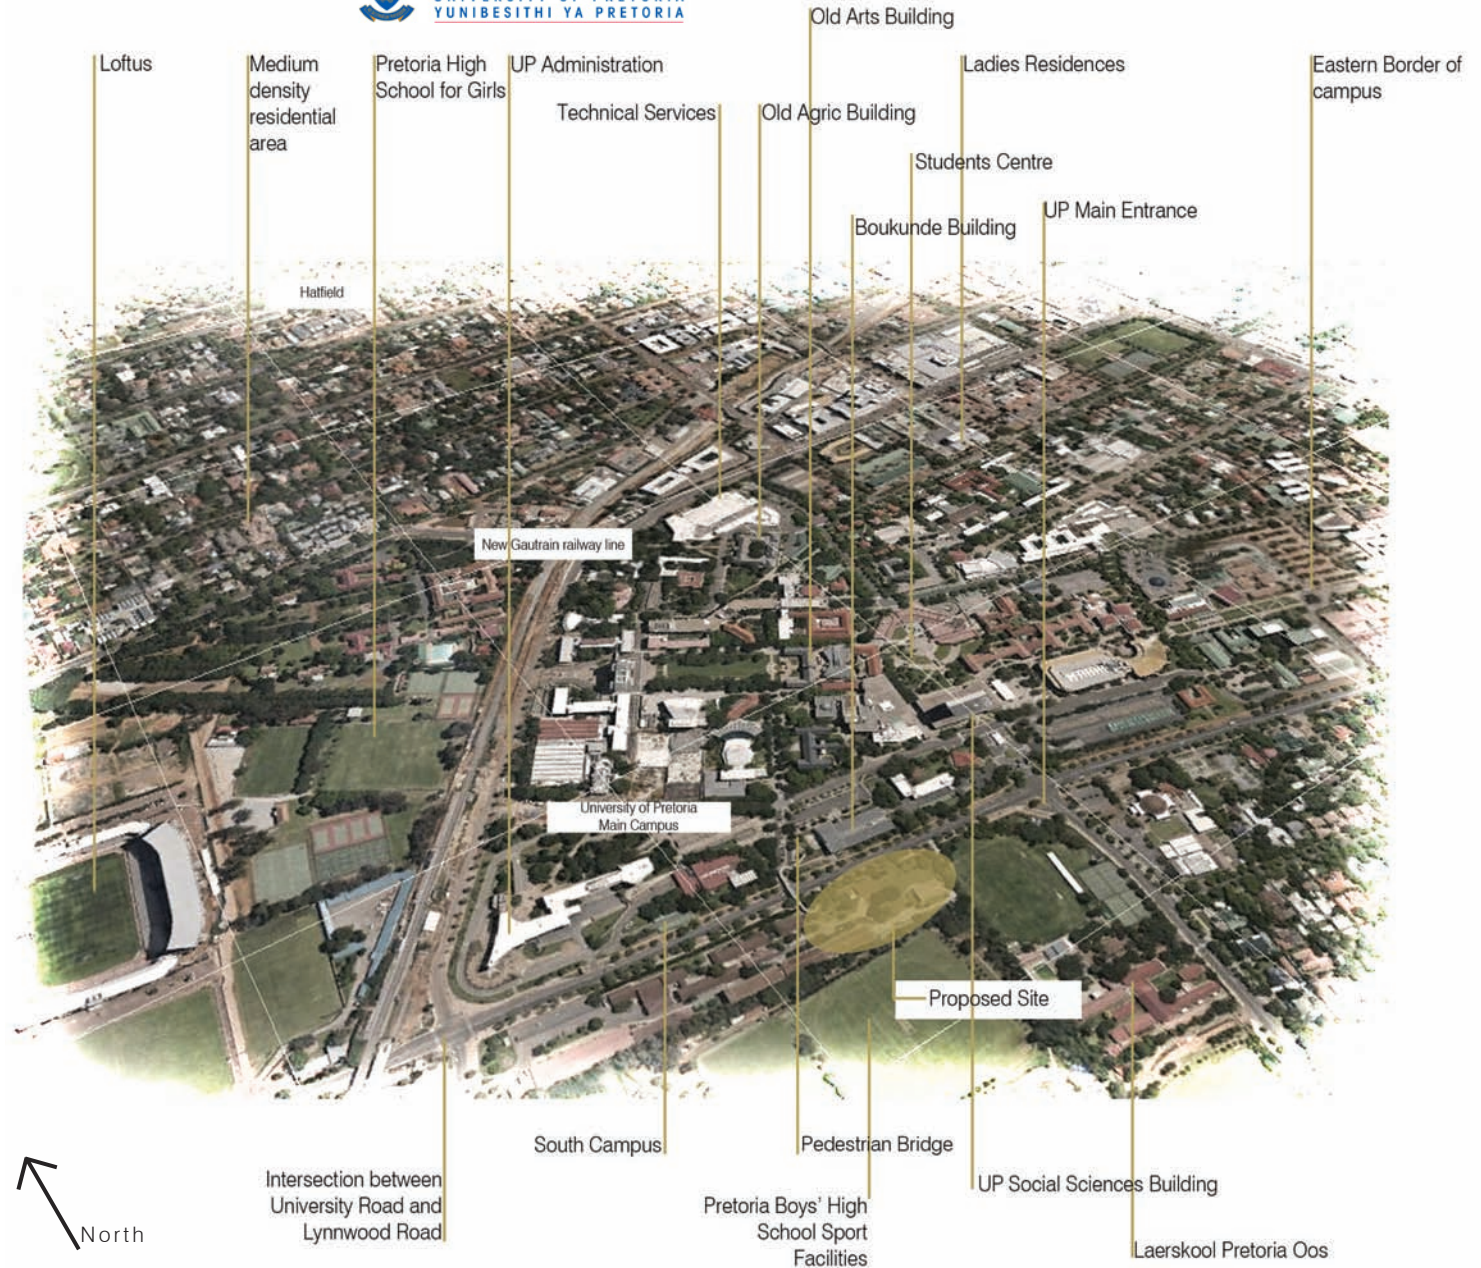 YUNIBESITHI YA PRETORIA
Old Arts Building
Loftus
Medium
density
residential
area
Pretoria High
School for Girls
UP Administration
Ladies Residences
Eastern Border of
campus
Technical Services
Old Agric Building
Students Centre
UP Main Entrance
Boukunde Building
Hatfield
New Gautrain railway line
University of Pretoria
Main Campus
Proposed Site
South Campus
Pedestrian Bridge
Intersection between
University Road and
Lynnwood Road
UP Social Sciences Building
Pretoria Boys' High
School Sport
Facilities
North
Laerskool Pretoria Oos